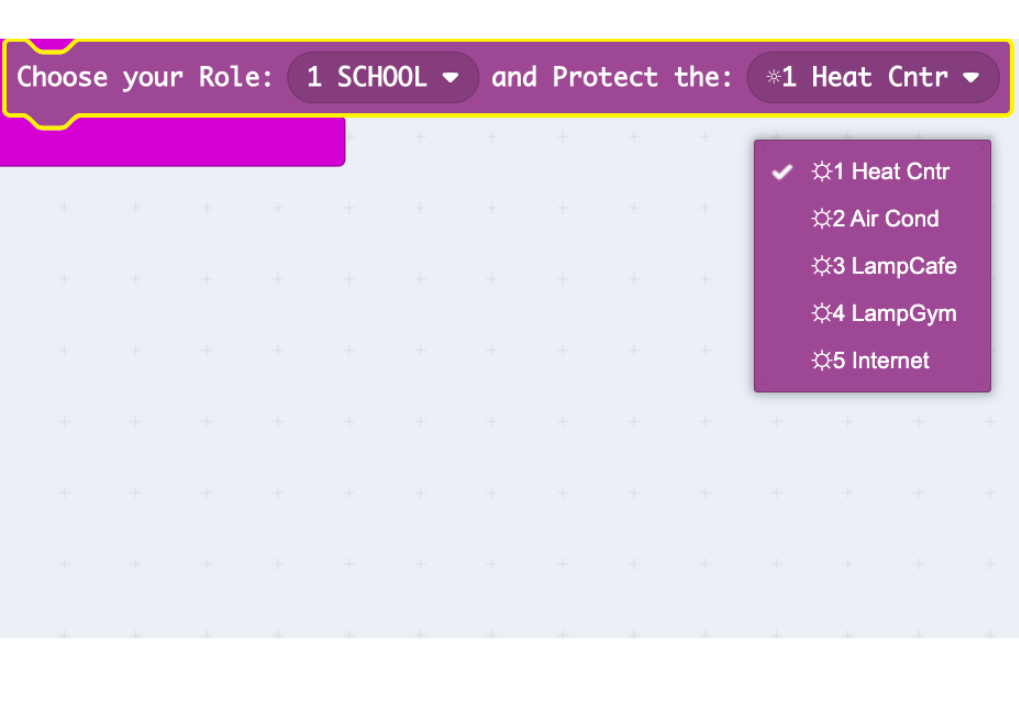 Choose your Role: 1 SCHOOL and Protect the: ☼1 Heat Cntr
☼1 Heat Cntr
☼2 Air Cond
☼3 LampCafe
☼4 LampGym
☼5 Internet